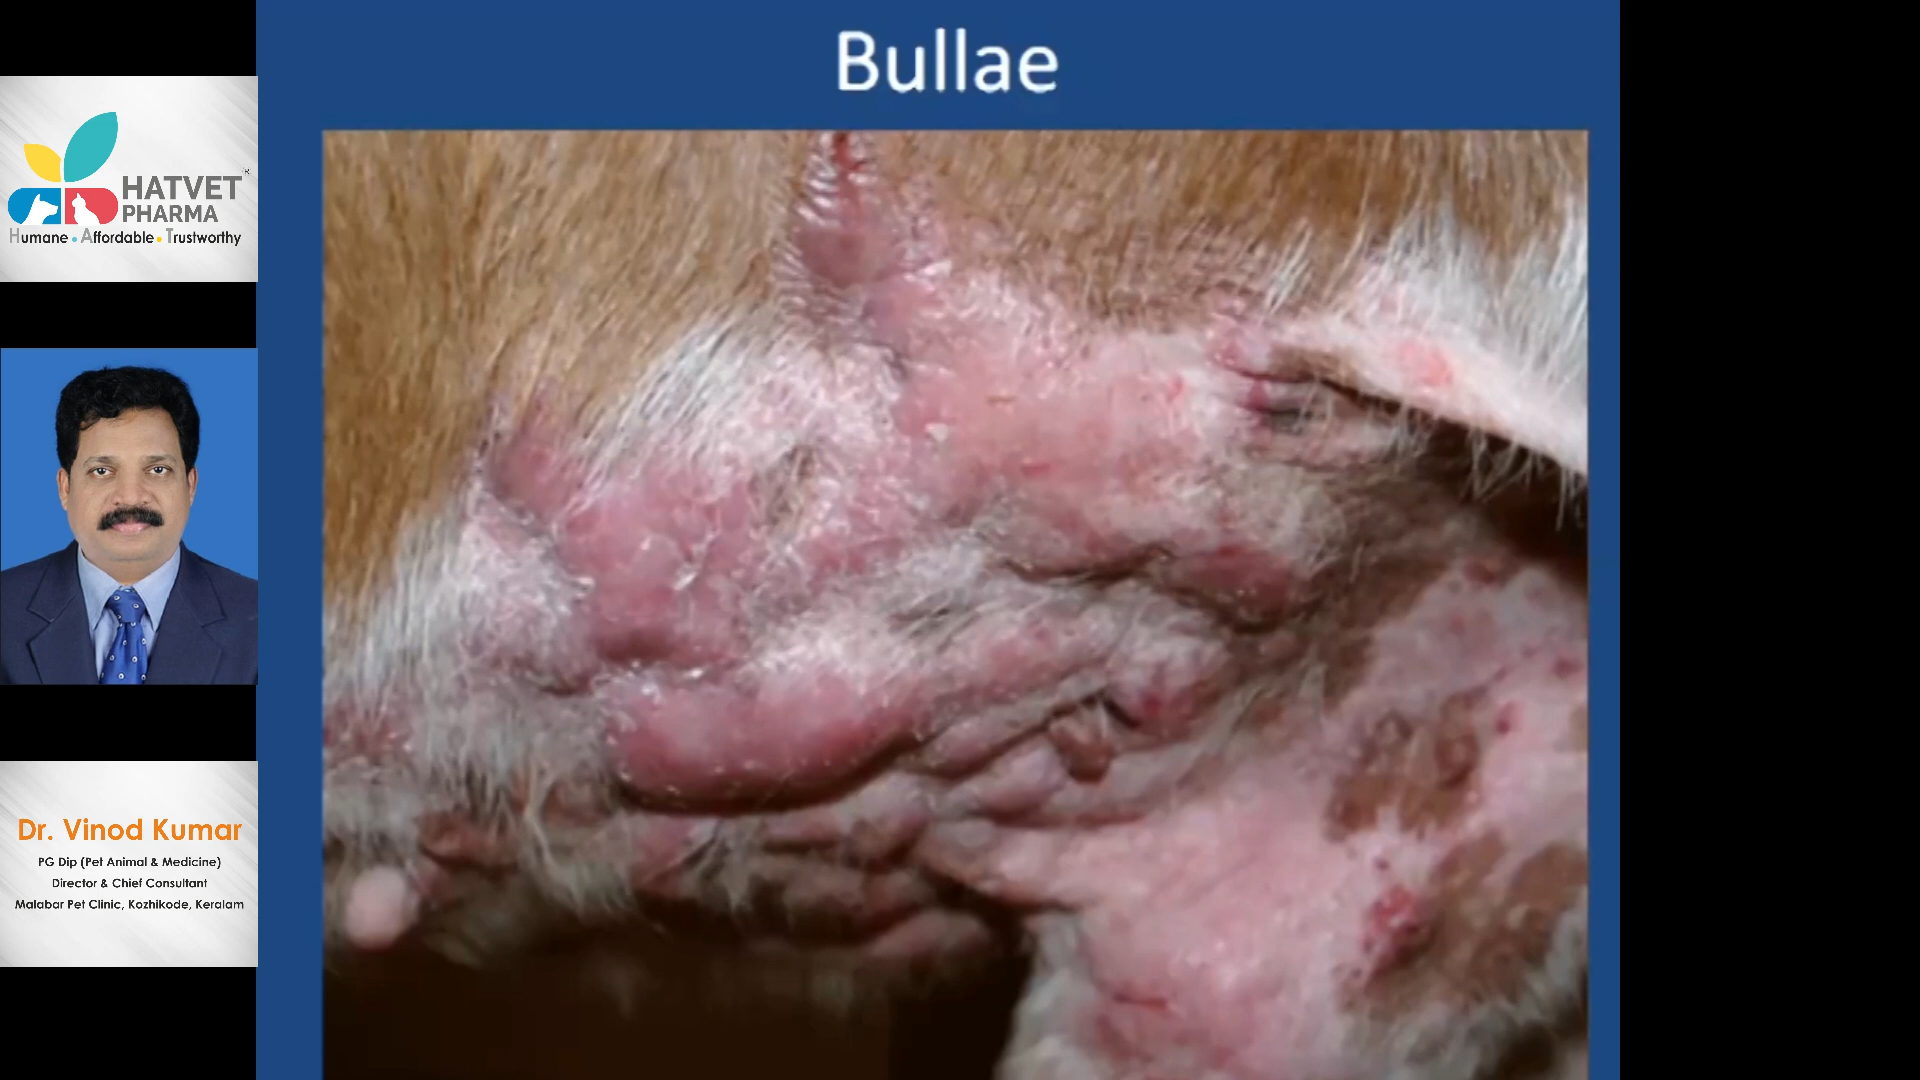 Bullae
HATVET®
PHARMA
Humane • Affordable • Trustworthy
Dr. Vinod Kumar
PG Dip (Pet Animal & Medicine)
Director & Chief Consultant
Malabar Pet Clinic, Kozhikode, Keralam